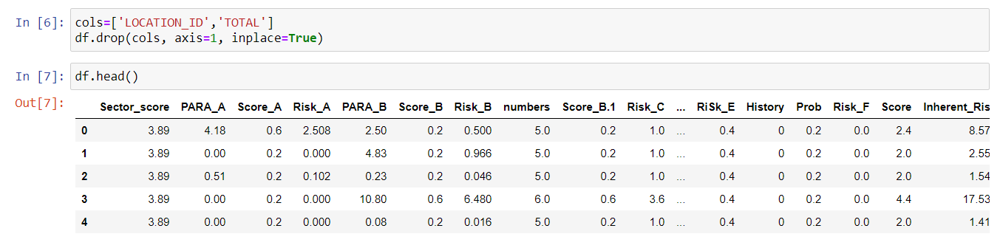 In [6]: cols=['LOCATION_ID','TOTAL']
df.drop(cols, axis=1, inplace=True)
In [7]: df.head()
Out[7]:
Sector_score PARA_A Score_A Risk_A PARA_B Score_B Risk_B numbers Score_B.1 Risk_C ... RiSk_E History Prob Risk_F Score Inherent_Ris
0 3.89 4.18 0.6 2.508 2.50 0.2 0.500 5.0 0.2 1.0 ... 0.4 0 0.2 0.0 2.4 8.57
1 3.89 0.00 0.2 0.000 4.83 0.2 0.966 5.0 0.2 1.0 ... 0.4 0 0.2 0.0 2.0 2.55
2 3.89 0.51 0.2 0.102 0.23 0.2 0.046 5.0 0.2 1.0 ... 0.4 0 0.2 0.0 2.0 1.54
3 3.89 0.00 0.2 0.000 10.80 0.6 6.480 6.0 0.6 3.6 ... 0.4 0 0.2 0.0 4.4 17.53
4 3.89 0.00 0.2 0.000 0.08 0.2 0.016 5.0 0.2 1.0 ... 0.4 0 0.2 0.0 2.0 1.41